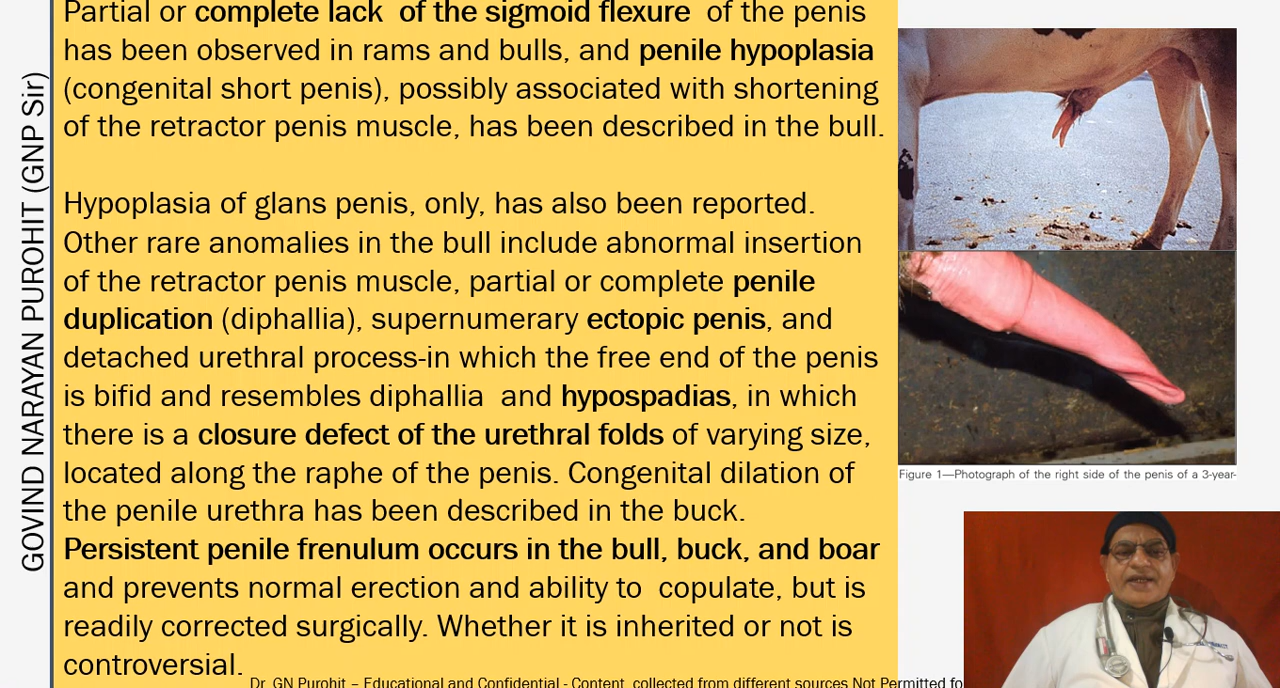 Partial or complete lack of the sigmoid flexure of the penis
has been observed in rams and bulls, and penile hypoplasia
(congenital short penis), possibly associated with shortening
of the retractor penis muscle, has been described in the bull.
Hypoplasia of glans penis, only, has also been reported.
Other rare anomalies in the bull include abnormal insertion
of the retractor penis muscle, partial or complete penile
duplication (diphallia), supernumerary ectopic penis, and
detached urethral process-in which the free end of the penis
is bifid and resembles diphallia and hypospadias, in which
there is a closure defect of the urethral folds of varying size,
located along the raphe of the penis. Congenital dilation of
the penile urethra has been described in the buck.
Persistent penile frenulum occurs in the bull, buck, and boar
and prevents normal erection and ability to copulate, but is
readily corrected surgically. Whether it is inherited or not is
controversial.
GOVIND NARAYAN PUROHIT (GNP Sir)
Figure 1—Photograph of the right side of the penis of a 3-year-
Dr. GN Purohit – Educational and Confidential - Content collected from different sources Not Permitted fo